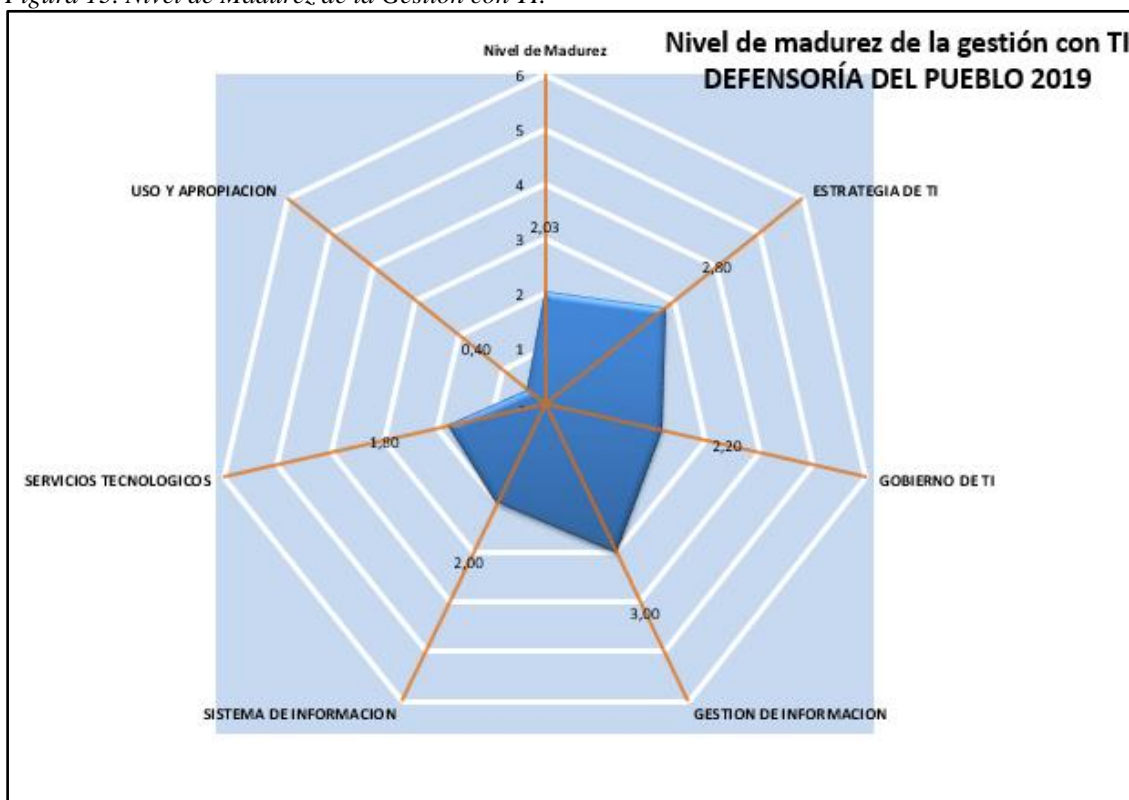 Figura 15. Nivel de Madurez de la Gestión con TI.
Nivel de madurez de la gestión con TI
DEFENSORÍA DEL PUEBLO 2019
Nivel de Madurez
6
5
4
3
2
1
-
2,03
ESTRATEGIA DE TI
2,80
GOBIERNO DE TI
2,20
GESTION DE INFORMACION
3,00
SISTEMA DE INFORMACION
2,00
SERVICIOS TECNOLOGICOS
1,80
USO Y APROPIACION
0,40